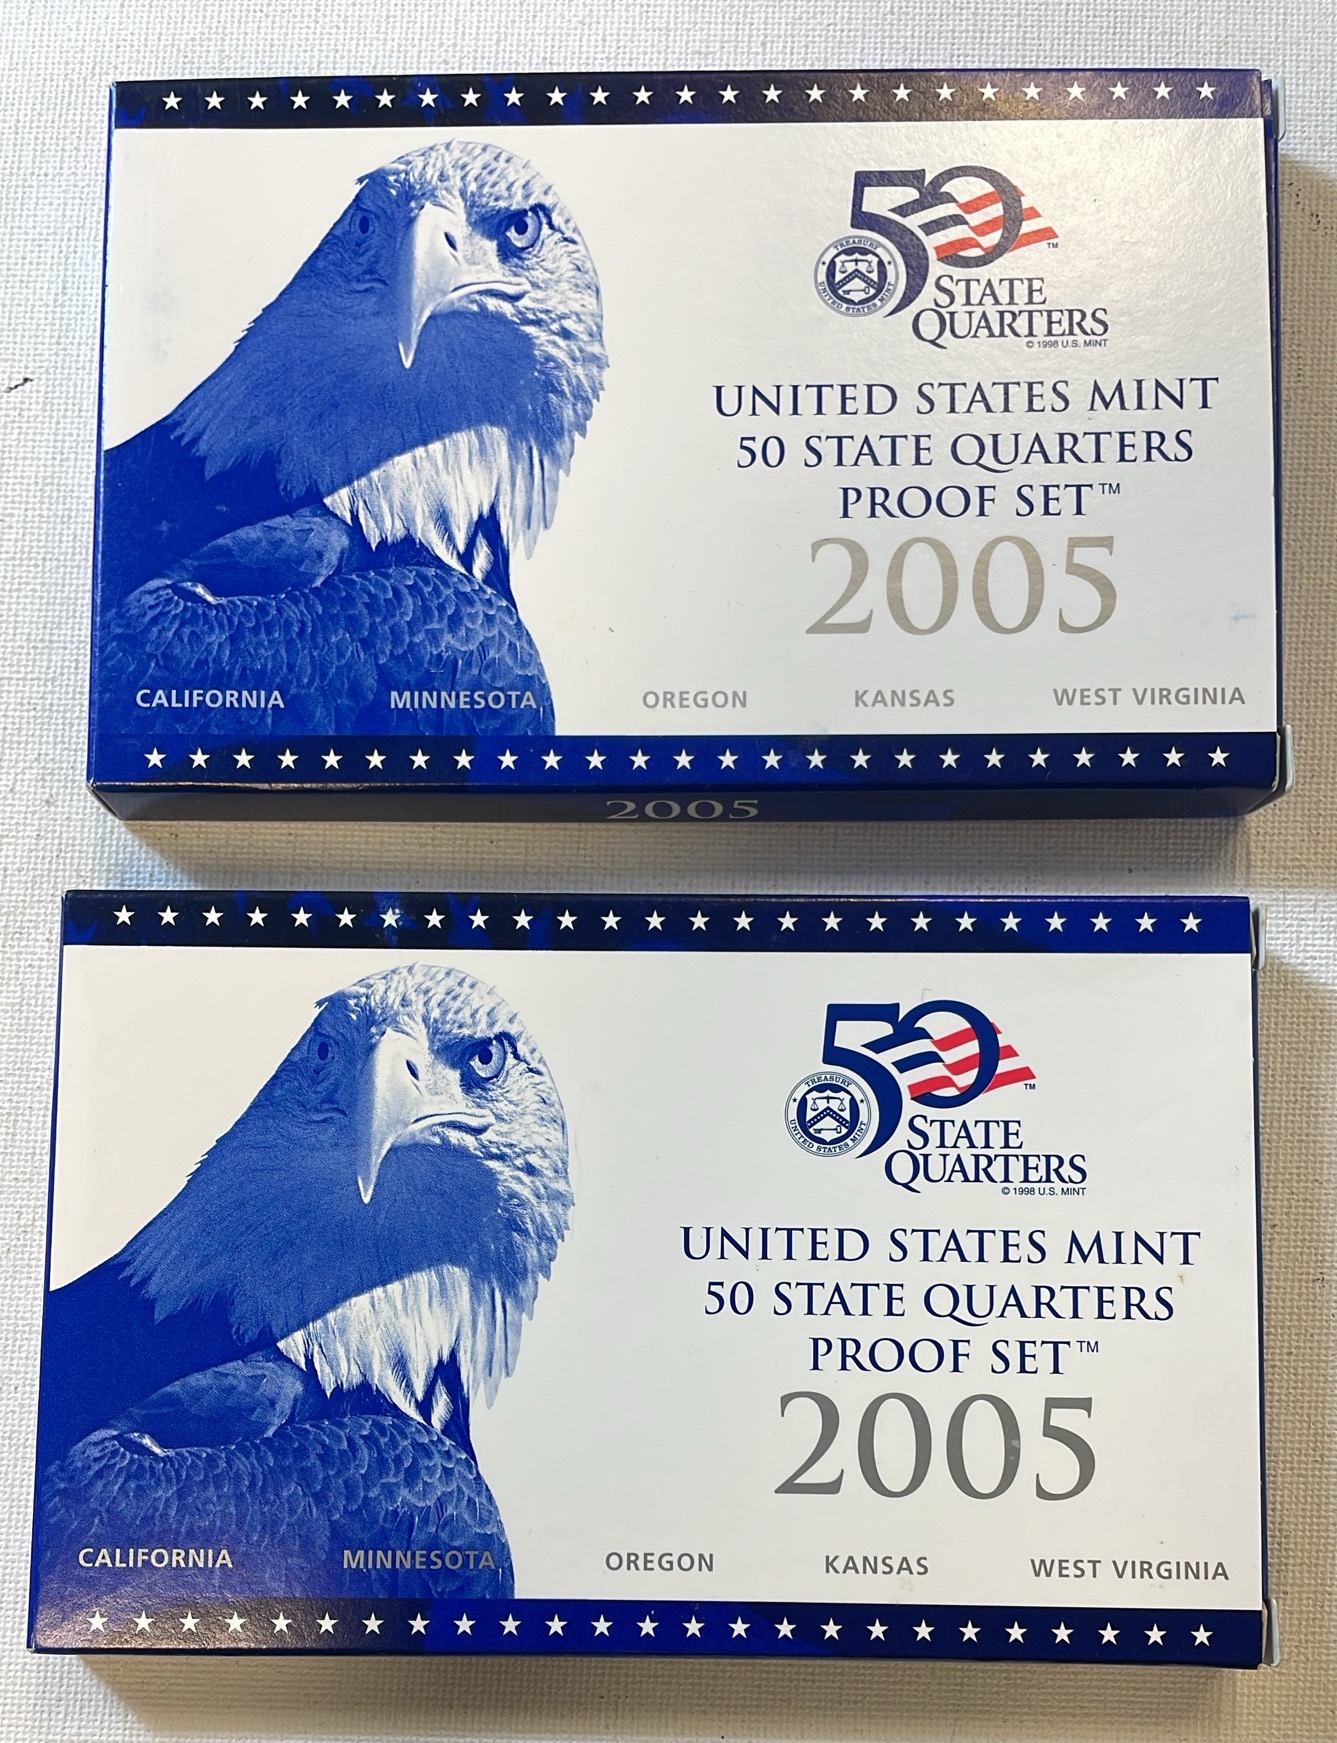 50
TM
TREASURY
UNITED STATES MINT
STATE
QUARTERS
© 1998 U.S. MINT
UNITED STATES MINT
50 STATE QUARTERS
PROOF SET™
2005
CALIFORNIA MINNESOTA OREGON KANSAS WEST VIRGINIA
2005
50
TM
TREASURY
UNITED STATES MINT
STATE
QUARTERS
© 1998 U.S. MINT
UNITED STATES MINT
50 STATE QUARTERS
PROOF SET™
2005
CALIFORNIA MINNESOTA OREGON KANSAS WEST VIRGINIA